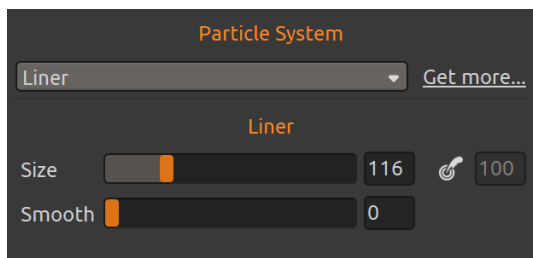 Particle System
Liner Get more...
Liner
Size 116 100
Smooth 0